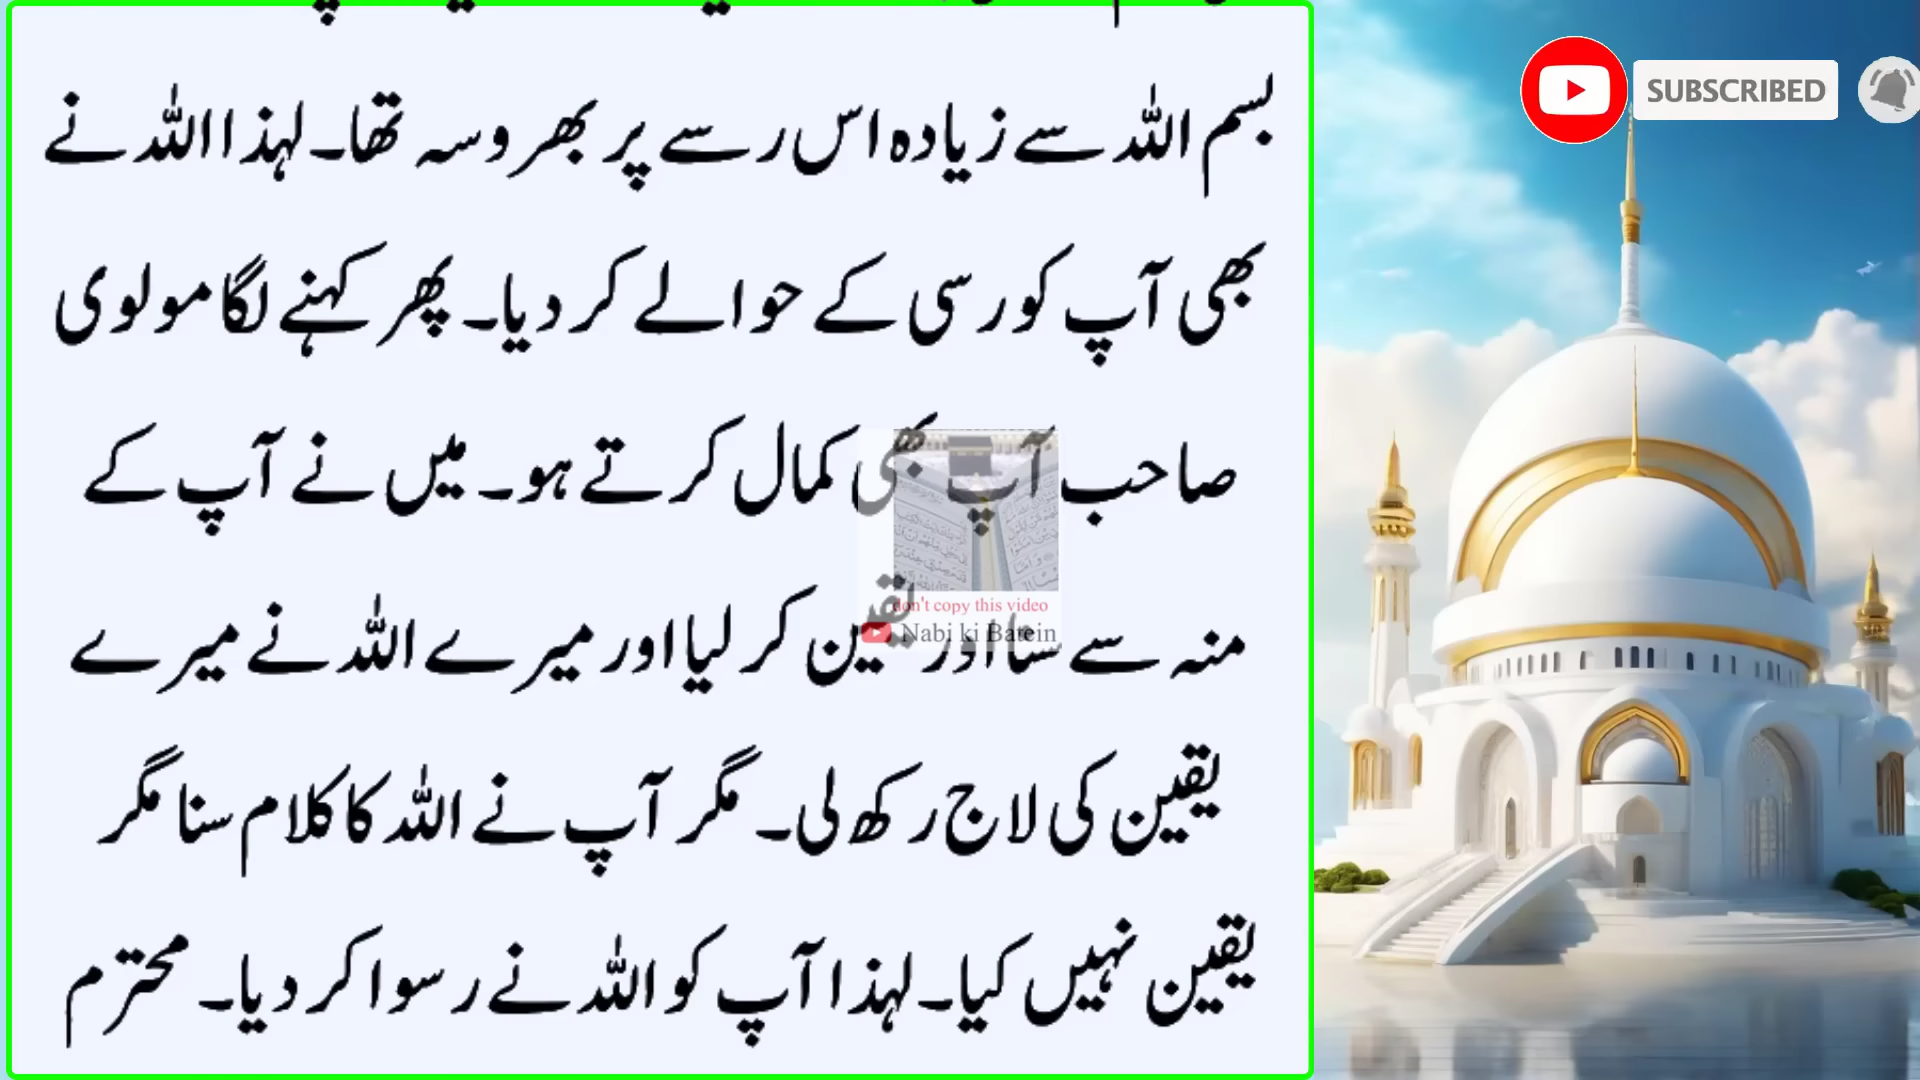 بسم اللہ سے زیادہ اس رسے پر بھروسہ تھا۔ لہذا اللہ نے
بھی آپ کو رسی کے حوالے کر دیا۔ پھر کہنے لگا مولوی
صاحب آپ بھی کمال کرتے ہو۔ میں نے آپ کے
منہ سے سنا اور یقین کر لیا اور میرے اللہ نے میرے
یقین کی لاج رکھ لی۔ مگر آپ نے اللہ کا کلام سنا مگر
یقین نہیں کیا۔ لہذا آپ کو اللہ نے رسوا کر دیا۔ محترم
don't copy this video
Nabi ki Batein
SUBSCRIBED